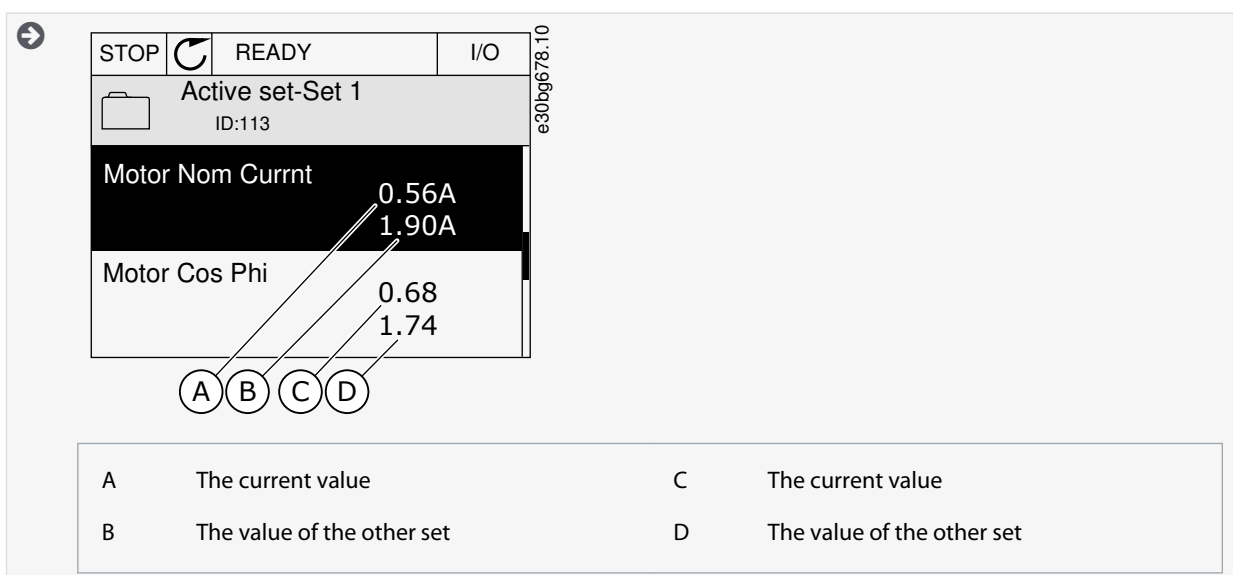 STOP READY I/O
Active set-Set 1
ID:113
Motor Nom Currnt
0.56A
1.90A
Motor Cos Phi
0.68
1.74
A B C D
e30bg678.10
A The current value C The current value
B The value of the other set D The value of the other set